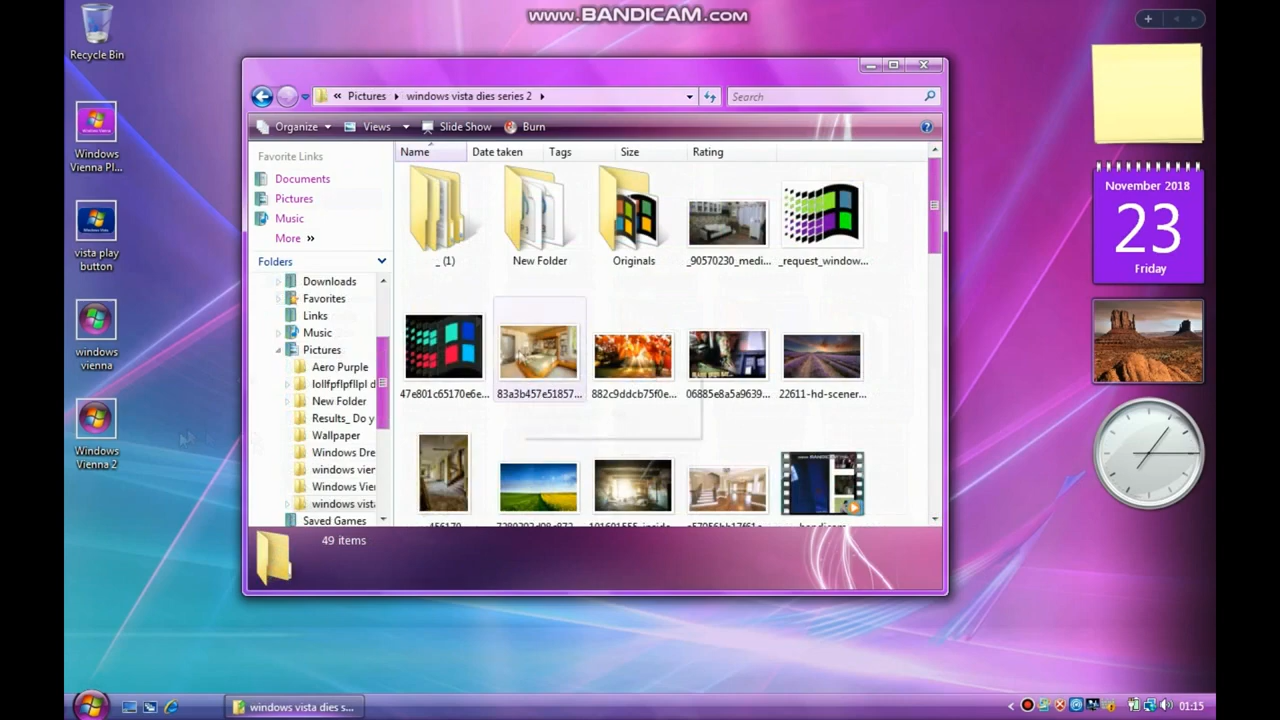 www.BANDICAM.com
Recycle Bin
Windows
Vienna Pl...
vista play
button
windows
vienna
Windows
Vienna 2
« Pictures
windows vista dies series 2
Search
Organize
Views
Slide Show
Burn
Favorite Links
Documents
Pictures
Music
More »
Folders
Downloads
Favorites
Links
Music
Pictures
Aero Purple
lollfpflpfllpl d
New Folder
Results_ Do y
Wallpaper
Windows Dre
windows vien
Windows Vie
windows vist
Saved Games
Name
Date taken
Tags
Size
Rating
_ (1)
New Folder
Originals
_90570230_medi...
_request_window...
47e801c65170e6e...
83a3b457e51857...
882c9ddcb75f0e...
06885e8a5a9639...
22611-hd-scener...
49 items
November 2018
23
Friday
windows vista dies s...
01:15